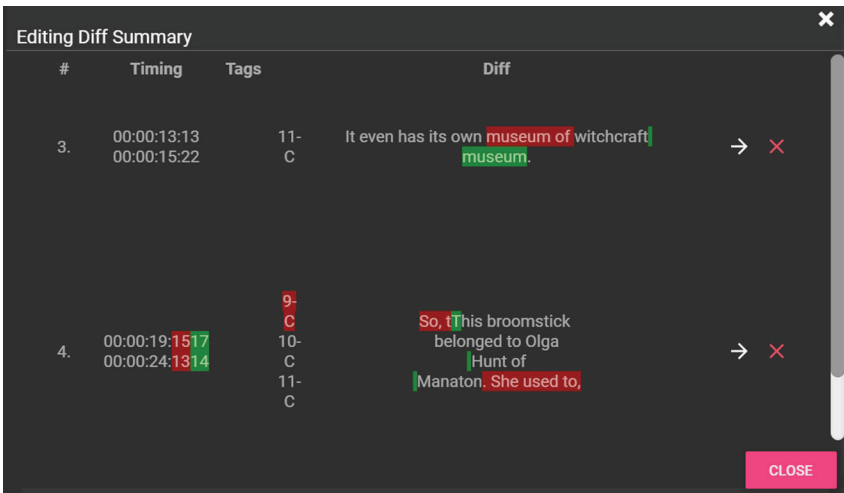 Editing Diff Summary
# Timing Tags Diff
3. 00:00:13:13 11- It even has its own museum of witchcraft
00:00:15:22 C museum.
9-
C So, tThis broomstick
00:00:19:1517 10- belonged to Olga
4. 00:00:24:1314 C Hunt of
11- Manaton. She used to,
C
CLOSE